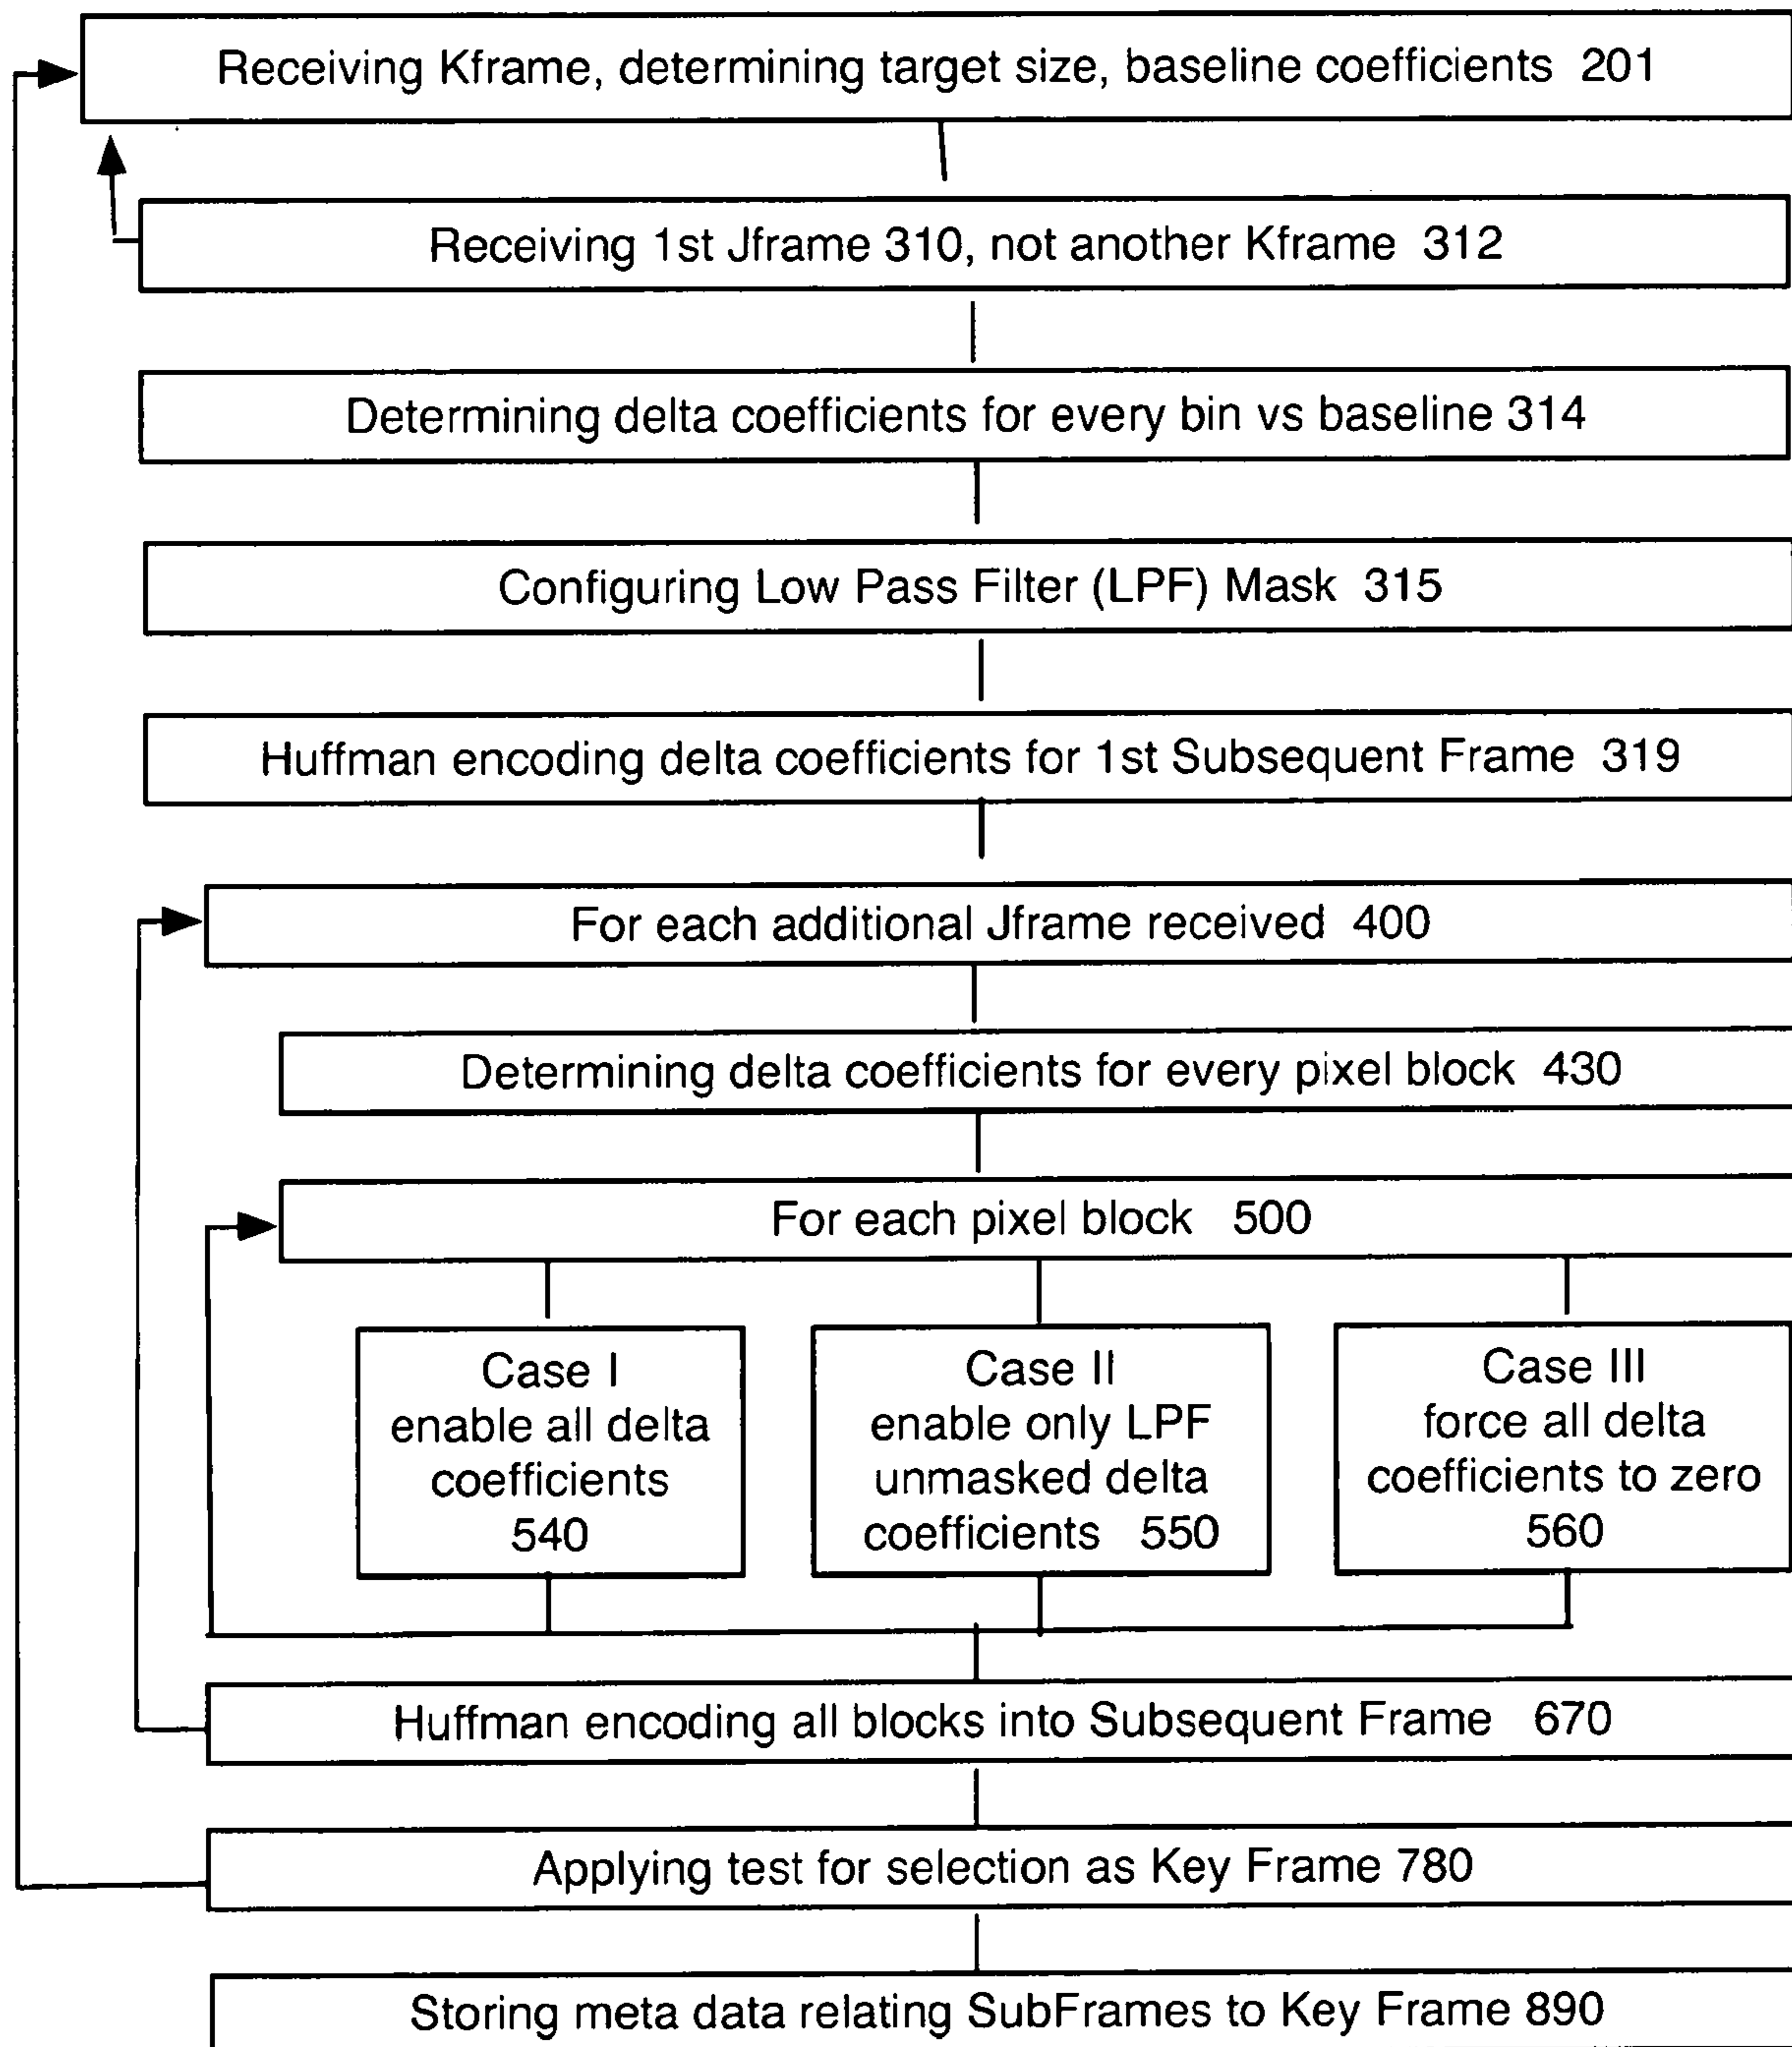 Receiving Kframe, determining target size, baseline coefficients 201
Receiving 1st Jframe 310, not another Kframe 312
Determining delta coefficients for every bin vs baseline 314
Configuring Low Pass Filter (LPF) Mask 315
Huffman encoding delta coefficients for 1st Subsequent Frame 319
For each additional Jframe received 400
Determining delta coefficients for every pixel block 430
For each pixel block 500
Case I
enable all delta
coefficients
540
Case II
enable only LPF
unmasked delta
coefficients 550
Case III
force all delta
coefficients to zero
560
Huffman encoding all blocks into Subsequent Frame 670
Applying test for selection as Key Frame 780
Storing meta data relating SubFrames to Key Frame 890